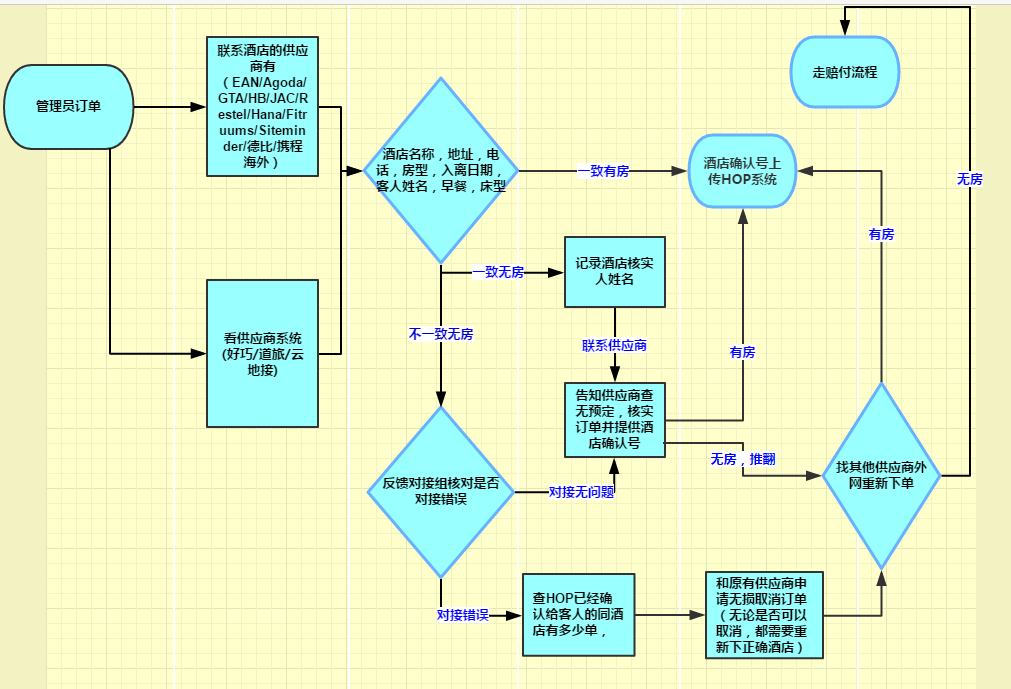 管理员订单
联系酒店的供应
商有
（EAN/Agoda/
GTA/HB/JAC/R
estel/Hana/Fitr
uums/Sitemin
der/德比/携程
海外）
看供应商系统
(好巧/道旅/云
地接)
酒店名称，地址，电
话，房型，入离日期，
客人姓名，早餐，床型
一致有房
酒店确认号上
传HOP系统
走赔付流程
无房
有房
一致无房
记录酒店核实
人姓名
不一致无房
联系供应商
有房
告知供应商查
无预定，核实
订单并提供酒
店确认号
无房，推翻
找其他供应商外
网重新下单
反馈对接组核对是否
对接错误
对接无问题
对接错误
查HOP已经确
认给客人的同酒
店有多少单，
和原有供应商申
请无损取消订单
（无论是否可以
取消，都需要重
新下正确酒店）